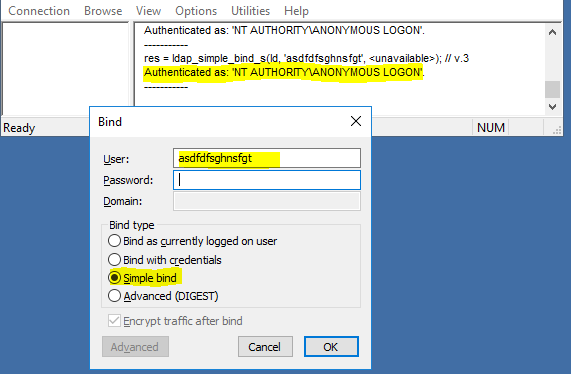 Connection Browse View Options Utilities Help
Authenticated as: 'NT AUTHORITY\ANONYMOUS LOGON'.
-----------
res = ldap_simple_bind_s(ld, 'asdfdfsghnsfgt', <unavailable>); // v.3
Authenticated as: 'NT AUTHORITY\ANONYMOUS LOGON'.
-----------
Ready NUM
Bind
User: asdfdfsghnsfgt
Password:
Domain:
Bind type
Bind as currently logged on user
Bind with credentials
Simple bind
Advanced (DIGEST)
Encrypt traffic after bind
Advanced Cancel OK